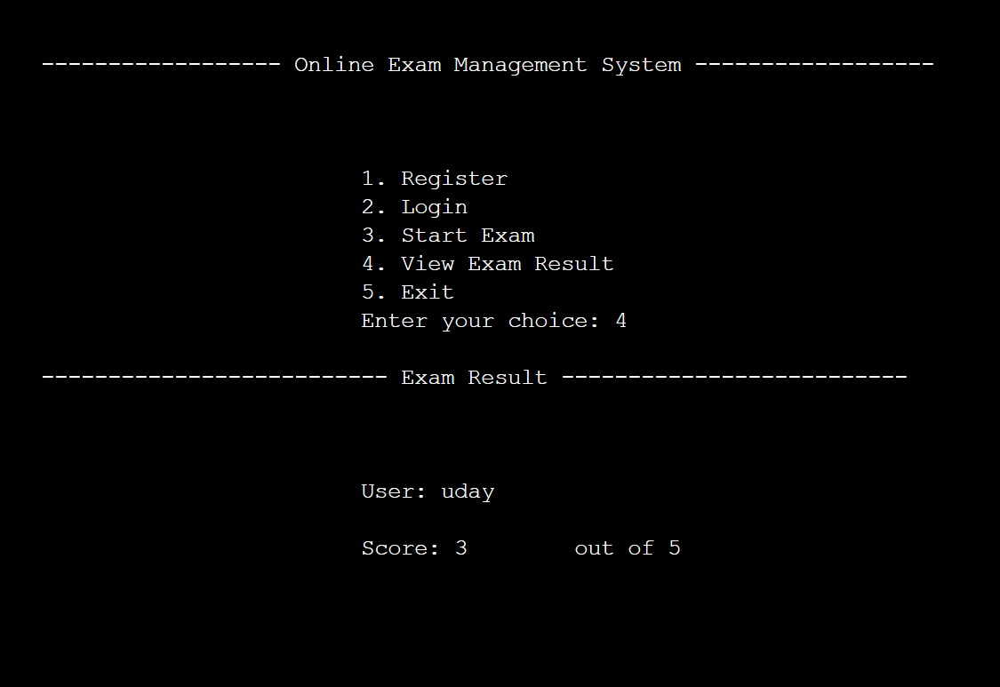 ------------------ Online Exam Management System ------------------
1. Register
2. Login
3. Start Exam
4. View Exam Result
5. Exit
Enter your choice: 4
-------------------------- Exam Result --------------------------
User: uday
Score: 3        out of 5